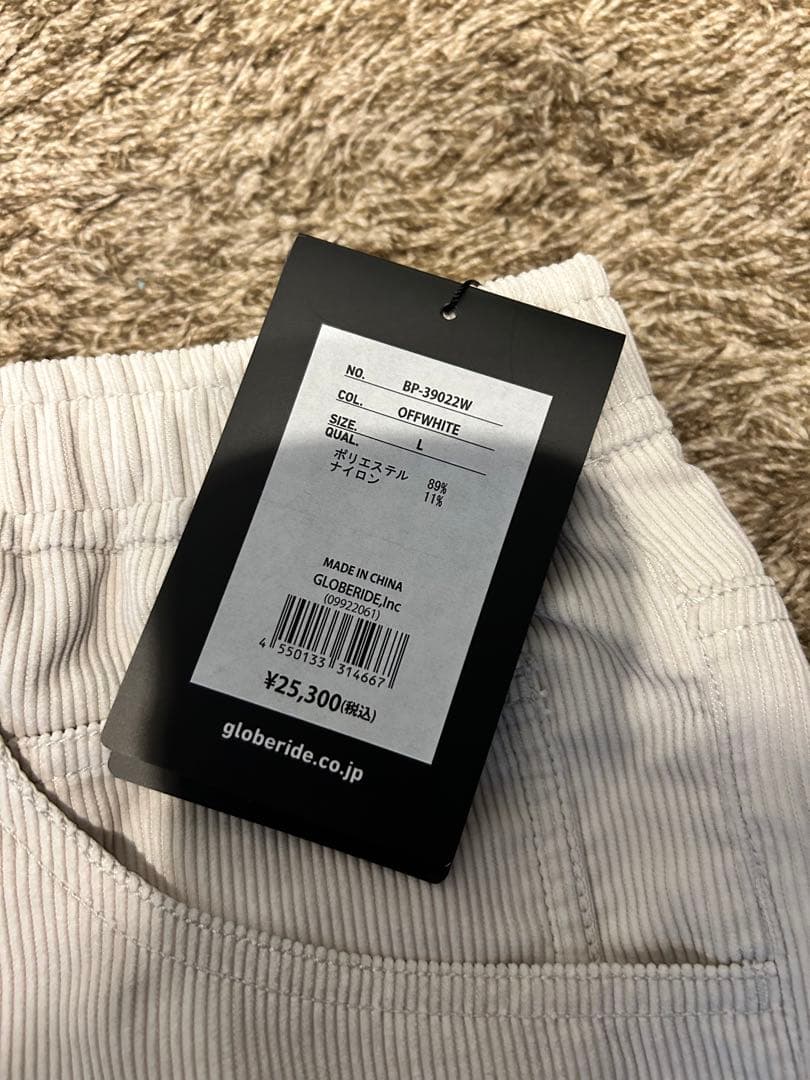 NO. BP-39022W
COL. OFFWHITE
SIZE. L
QUAL.
ポリエステル 89%
ナイロン 11%
MADE IN CHINA
GLOBERIDE,Inc
(09922061)
4 550133 314667
¥25,300(税込)
globeride.co.jp